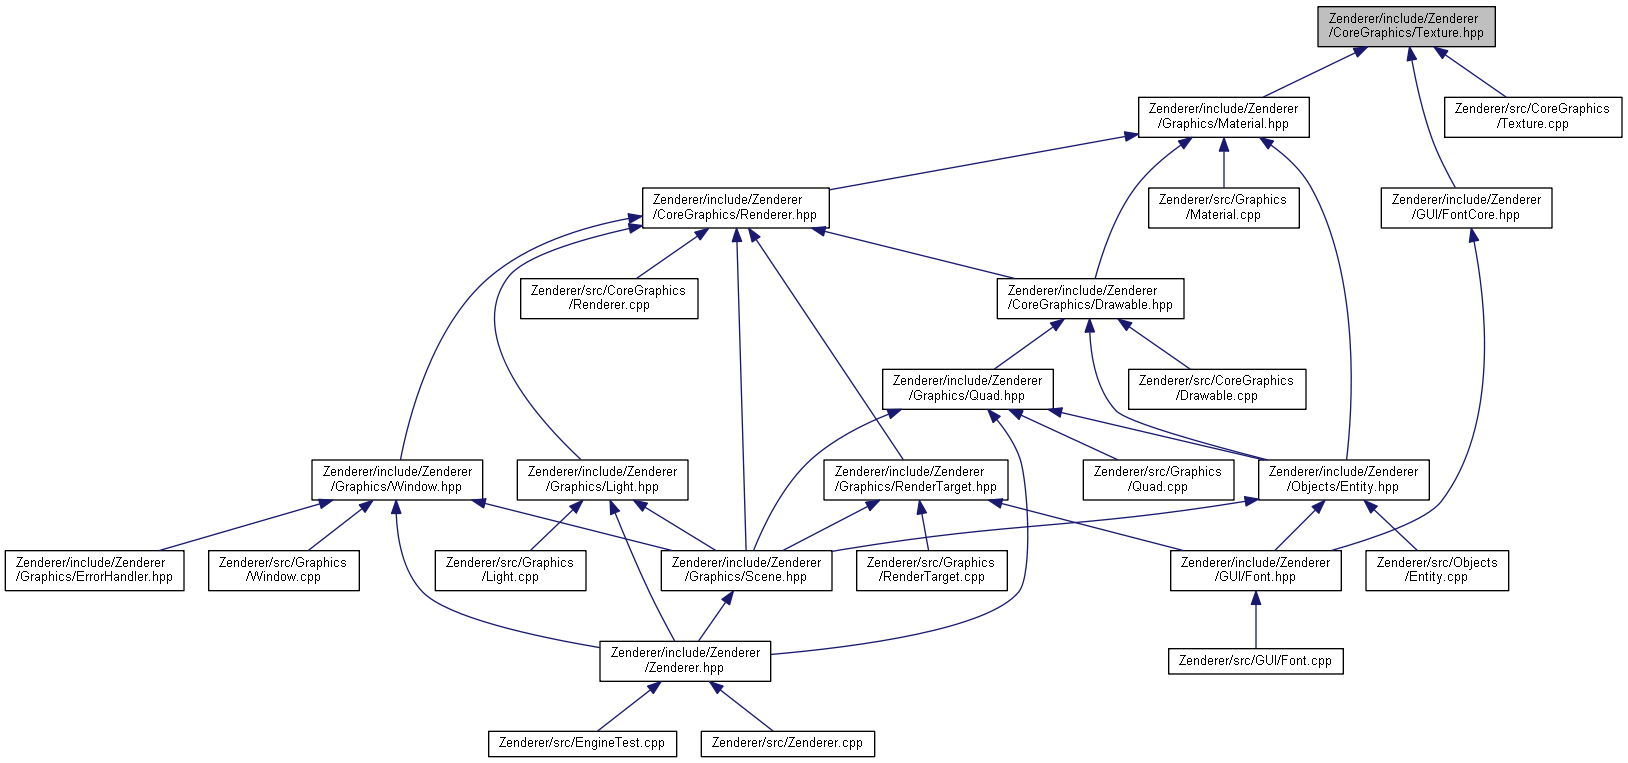 Zenderer/include/Zenderer
/CoreGraphics/Texture.hpp
Zenderer/include/Zenderer
/Graphics/Material.hpp
Zenderer/src/CoreGraphics
/Texture.cpp
Zenderer/include/Zenderer
/CoreGraphics/Renderer.hpp
Zenderer/src/Graphics
/Material.cpp
Zenderer/include/Zenderer
/GUI/FontCore.hpp
Zenderer/src/CoreGraphics
/Renderer.cpp
Zenderer/include/Zenderer
/CoreGraphics/Drawable.hpp
Zenderer/include/Zenderer
/Graphics/Quad.hpp
Zenderer/src/CoreGraphics
/Drawable.cpp
Zenderer/include/Zenderer
/Graphics/Window.hpp
Zenderer/include/Zenderer
/Graphics/Light.hpp
Zenderer/include/Zenderer
/Graphics/RenderTarget.hpp
Zenderer/src/Graphics
/Quad.cpp
Zenderer/include/Zenderer
/Objects/Entity.hpp
Zenderer/include/Zenderer
/Graphics/ErrorHandler.hpp
Zenderer/src/Graphics
/Window.cpp
Zenderer/src/Graphics
/Light.cpp
Zenderer/include/Zenderer
/Graphics/Scene.hpp
Zenderer/src/Graphics
/RenderTarget.cpp
Zenderer/include/Zenderer
/GUI/Font.hpp
Zenderer/src/Objects
/Entity.cpp
Zenderer/include/Zenderer
/Zenderer.hpp
Zenderer/src/GUI/Font.cpp
Zenderer/src/EngineTest.cpp
Zenderer/src/Zenderer.cpp